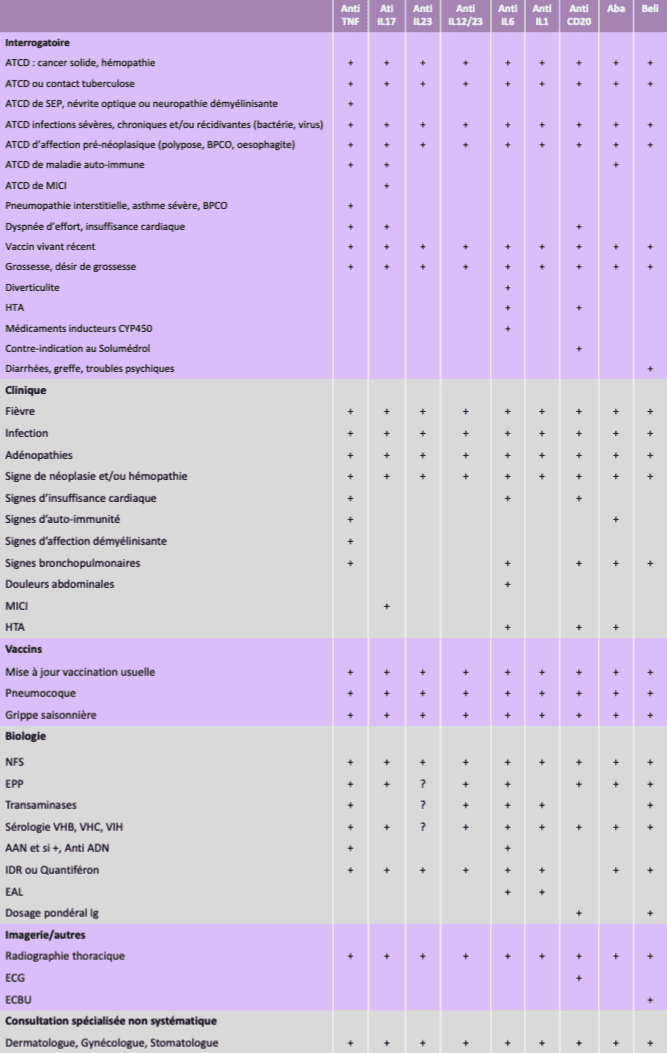 Anti TNF Ati IL17 Anti IL23 Anti IL12/23 Anti IL6 Anti IL1 Anti CD20 Aba Beli
Interrogatoire
ATCD : cancer solide, hémopathie + + + + + + + + +
ATCD ou contact tuberculose + + + + + + + + +
ATCD de SEP, névrite optique ou neuropathie démyélinisante +
ATCD infections sévères, chroniques et/ou récidivantes (bactérie, virus) + + + + + + + + +
ATCD d'affection pré-néoplasique (polypose, BPCO, oesophagite) + + + + + + + + +
ATCD de maladie auto-immune + + +
ATCD de MICI +
Pneumopathie interstitielle, asthme sévère, BPCO +
Dyspnée d'effort, insuffisance cardiaque + + +
Vaccin vivant récent + + + + + + + + +
Grossesse, désir de grossesse + + + + + + + + +
Diverticulite +
HTA + +
Médicaments inducteurs CYP450 +
Contre-indication au Solumédrol +
Diarrhées, greffe, troubles psychiques +
Clinique
Fièvre + + + + + + + + +
Infection + + + + + + + + +
Adénopathies + + + + + + + + +
Signe de néoplasie et/ou hémopathie + + + + + + + + +
Signes d'insuffisance cardiaque + + +
Signes d'auto-immunité + +
Signes d'affection démyélinisante +
Signes bronchopulmonaires + + + + +
Douleurs abdominales +
MICI +
HTA + + +
Vaccins
Mise à jour vaccination usuelle + + + + + + + + +
Pneumocoque + + + + + + + + +
Grippe saisonnière + + + + + + + + +
Biologie
NFS + + + + + + + + +
EPP + + ? + + + + +
Transaminases + ? + + + +
Sérologie VHB, VHC, VIH + + ? + + + + + +
AAN et si +, Anti ADN + +
IDR ou Quantiféron + + + + + + + +
EAL + +
Dosage pondéral Ig + +
Imagerie/autres
Radiographie thoracique + + + + + + + + +
ECG +
ECBU +
Consultation spécialisée non systématique
Dermatologue, Gynécologue, Stomatologue + + + + + + + + +